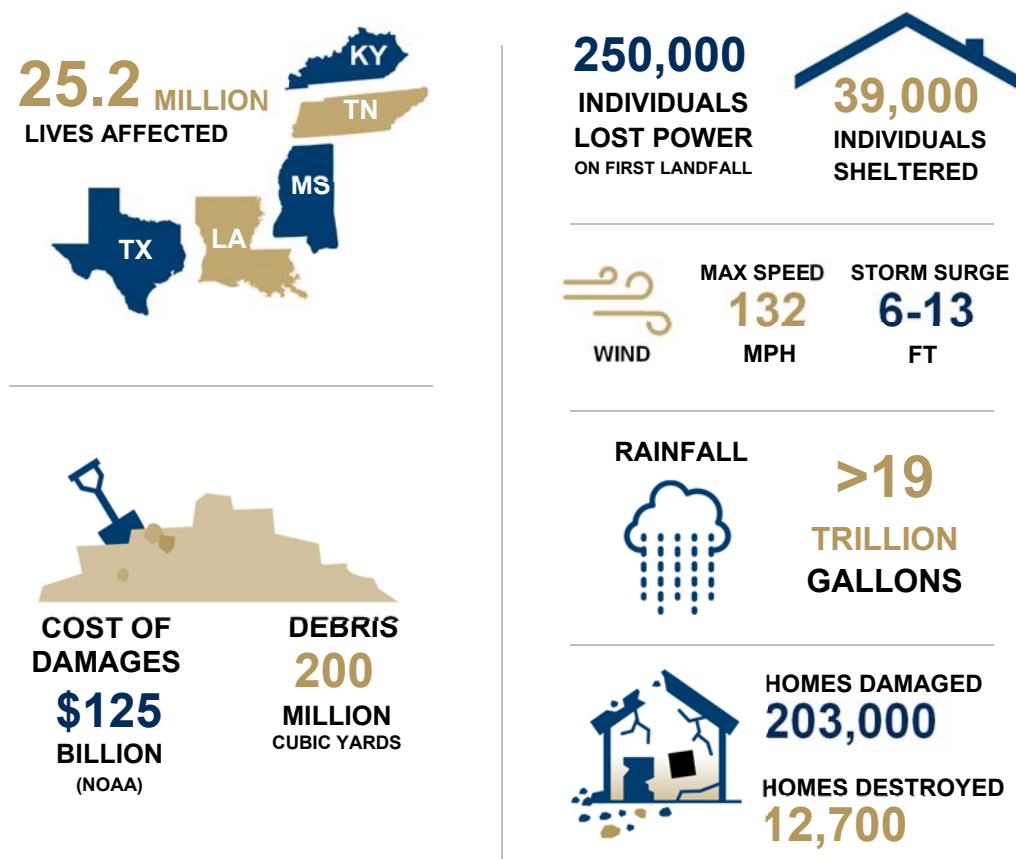 25.2 MILLION
LIVES AFFECTED
KY
TN
MS
LA
TX
COST OF
DAMAGES
$125
BILLION
(NOAA)
DEBRIS
200
MILLION
CUBIC YARDS
250,000
INDIVIDUALS
LOST POWER
ON FIRST LANDFALL
39,000
INDIVIDUALS
SHELTERED
WIND
MAX SPEED
132
MPH
STORM SURGE
6-13
FT
RAINFALL
>19
TRILLION
GALLONS
HOMES DAMAGED
203,000
HOMES DESTROYED
12,700